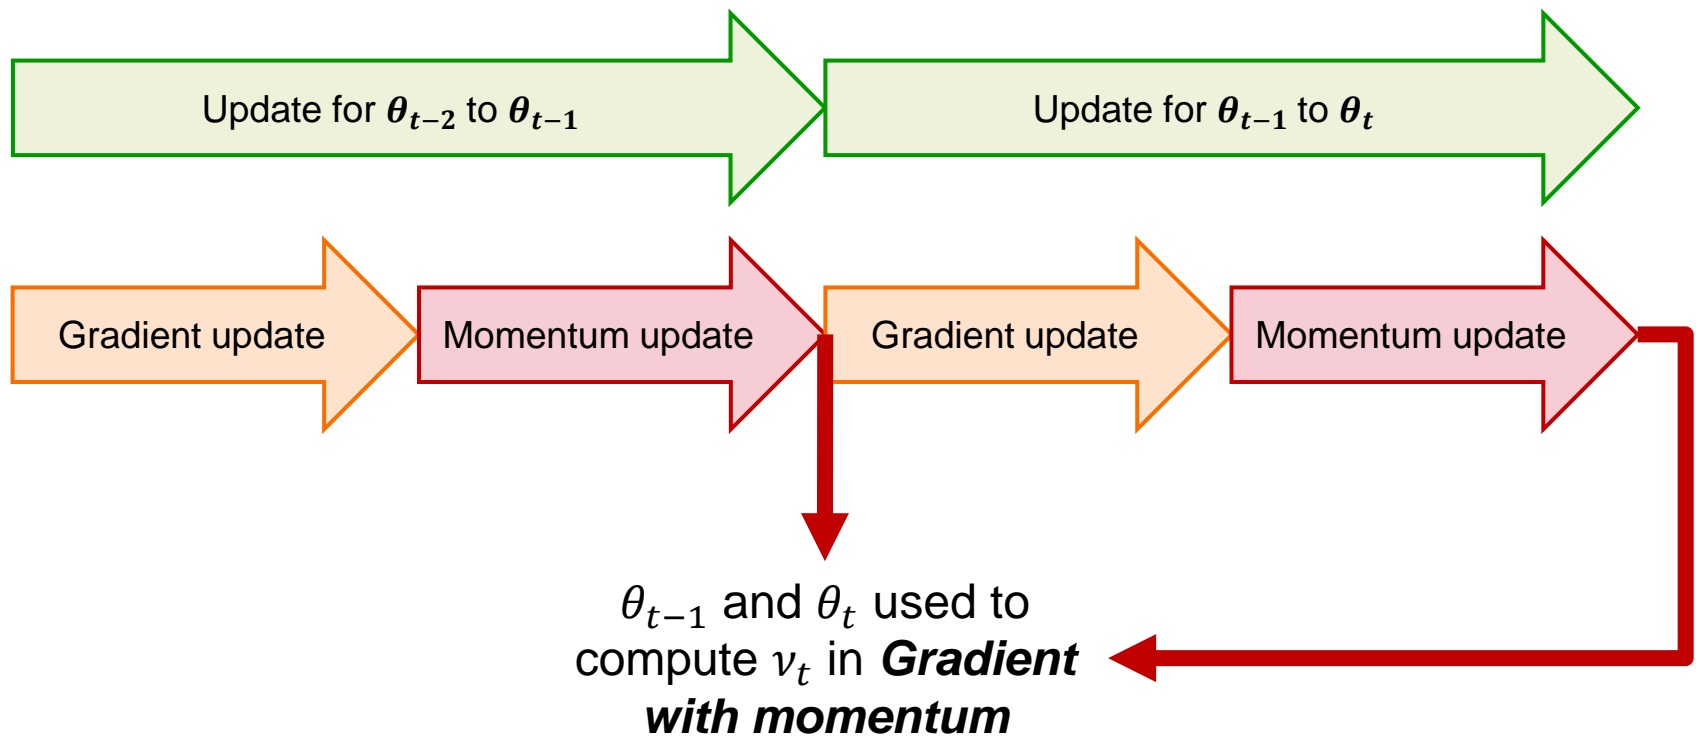 Update for θₜ₋₂ to θₜ₋₁
Update for θₜ₋₁ to θₜ
Gradient update
Momentum update
Gradient update
Momentum update
θₜ₋₁ and θₜ used to
compute νₜ in Gradient
with momentum